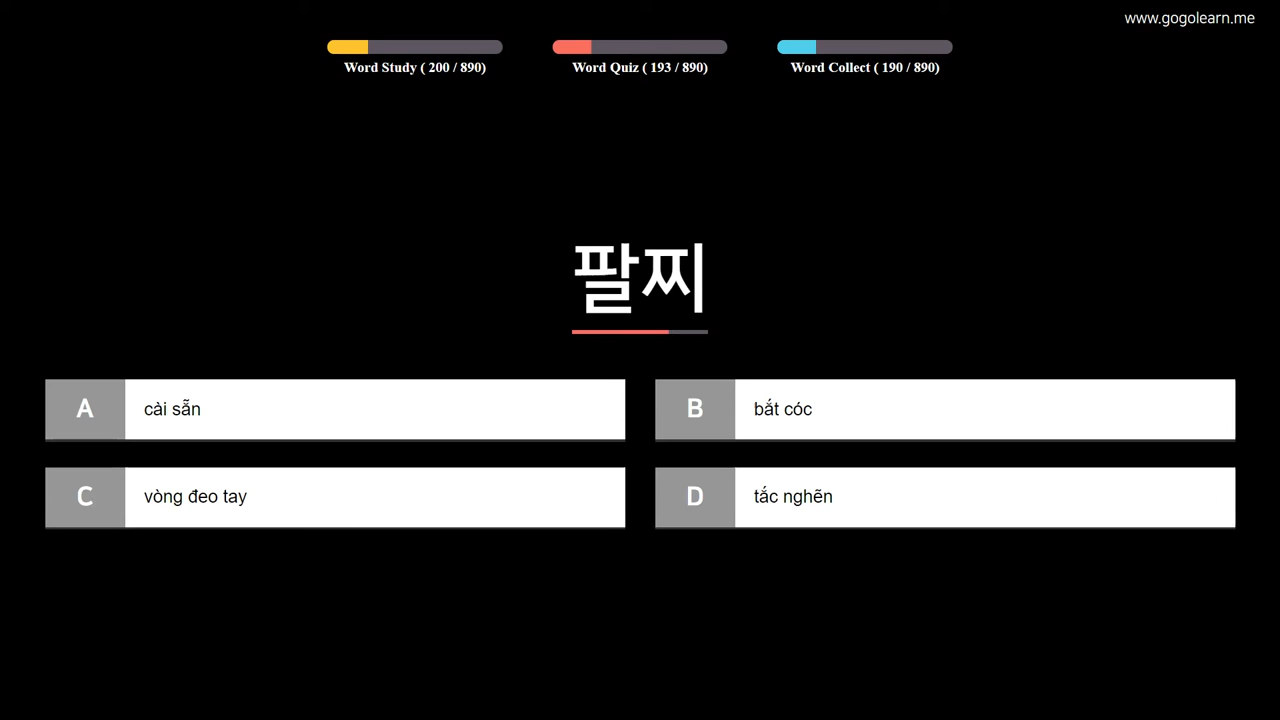 www.gogolearn.me
Word Study ( 200 / 890)
Word Quiz ( 193 / 890)
Word Collect ( 190 / 890)
팔찌
A cài sẵn
B bắt cóc
C vòng đeo tay
D tắc nghẽn